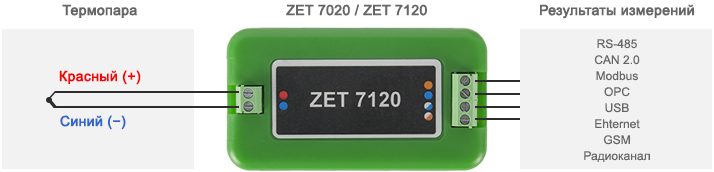 Термопара
ZET 7020 / ZET 7120
Результаты измерений
Красный (+)
Синий (−)
ZET 7120
RS-485
CAN 2.0
Modbus
OPC
USB
Ehternet
GSM
Радиоканал